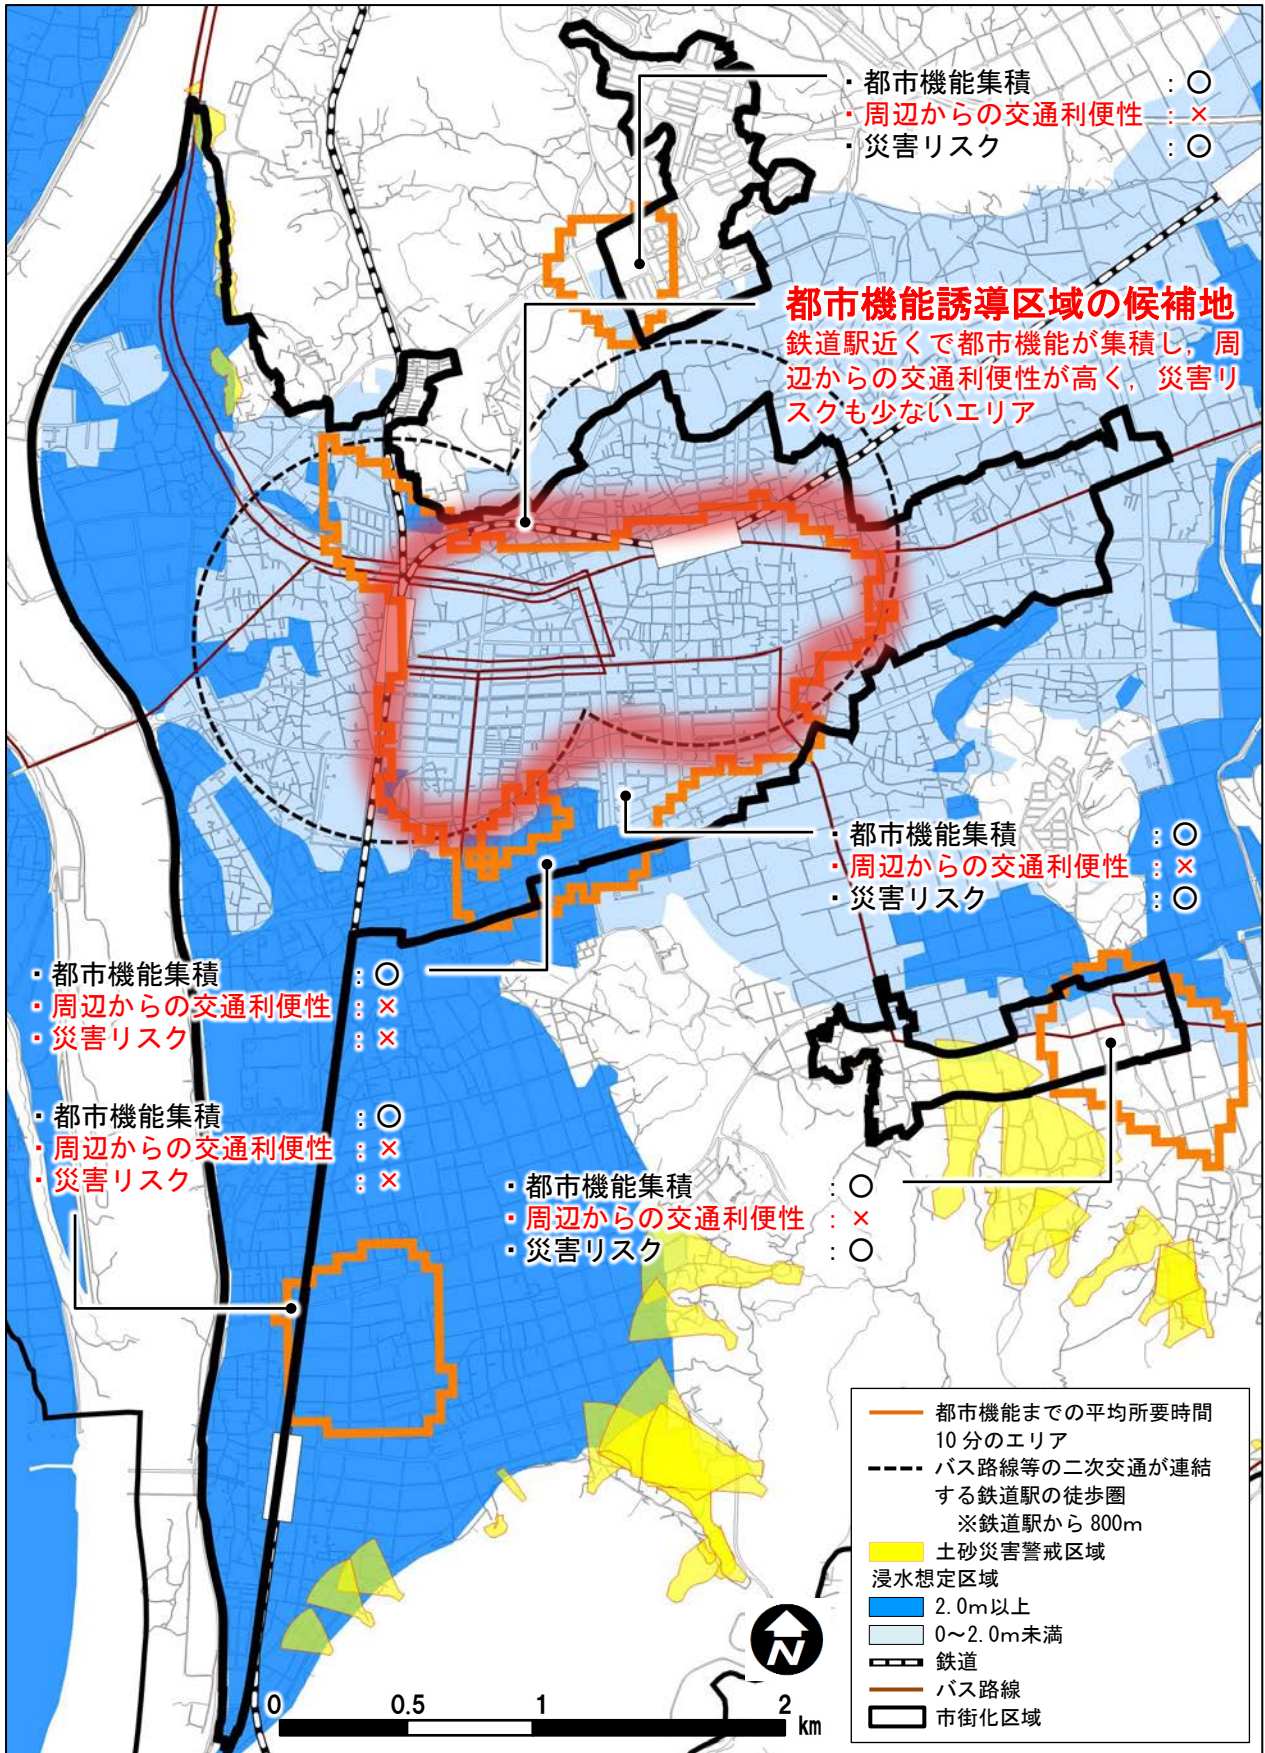 ・都市機能集積 ：○
・周辺からの交通利便性 ：×
・災害リスク ：○
都市機能誘導区域の候補地
鉄道駅近くで都市機能が集積し，周
辺からの交通利便性が高く，災害リ
スクも少ないエリア
・都市機能集積 ：○
・周辺からの交通利便性 ：×
・災害リスク ：○
・都市機能集積 ：○
・周辺からの交通利便性 ：×
・災害リスク ：×
・都市機能集積 ：○
・周辺からの交通利便性 ：×
・災害リスク ：×
・都市機能集積 ：○
・周辺からの交通利便性 ：×
・災害リスク ：○
都市機能までの平均所要時間
10分のエリア
バス路線等の二次交通が連結
する鉄道駅の徒歩圏
※鉄道駅から800m
土砂災害警戒区域
浸水想定区域
2.0m以上
0～2.0m未満
鉄道
バス路線
市街化区域
N
0 0.5 1 2
km